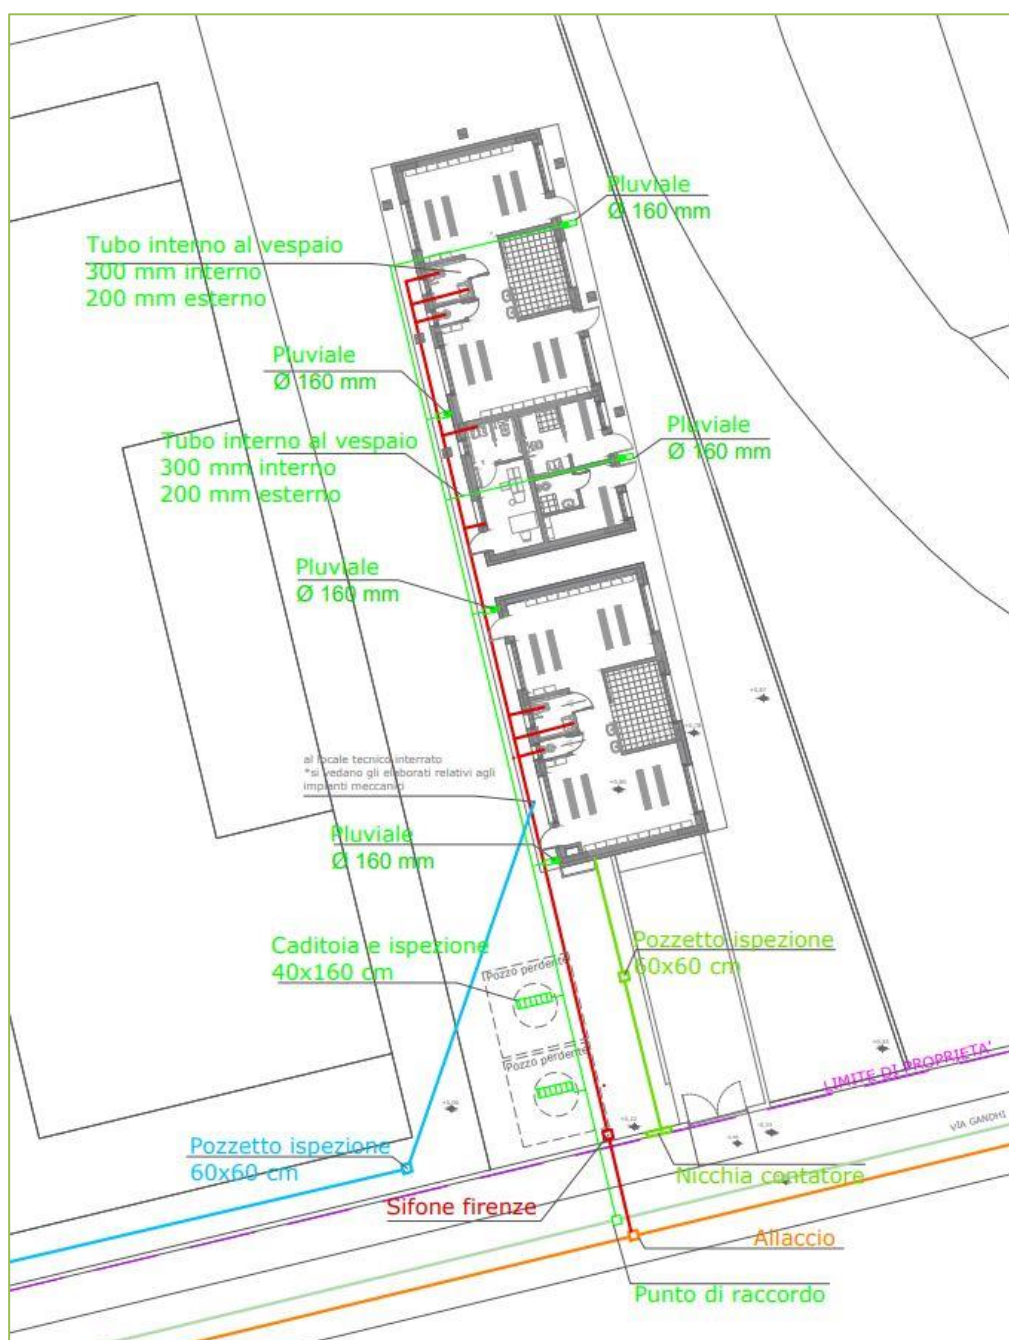 Pluviale
Ø 160 mm
Tubo interno al vespaio
300 mm interno
200 mm esterno
Pluviale
Ø 160 mm
Pluviale
Ø 160 mm
Tubo interno al vespaio
300 mm interno
200 mm esterno
Pluviale
Ø 160 mm
al locale tecnico interrato
*si vedano gli elaborati relativi agli
impianti meccanici
Pluviale
Ø 160 mm
Caditoia e ispezione
40x160 cm
Pozzetto ispezione
60x60 cm
Pozzo perdente
Pozzo perdente
LIMITE DI PROPRIETA'
VIA GANDHI
Pozzetto ispezione
60x60 cm
Nicchia contatore
Sifone firenze
Allaccio
Punto di raccordo